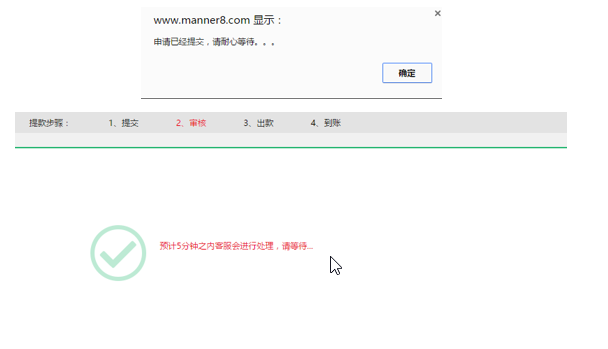 www.manner8.com 显示：
申请已经提交，请耐心等待。。。
确定
提款步骤： 1、提交 2、审核 3、出款 4、到账
预计5分钟之内客服会进行处理，请等待...